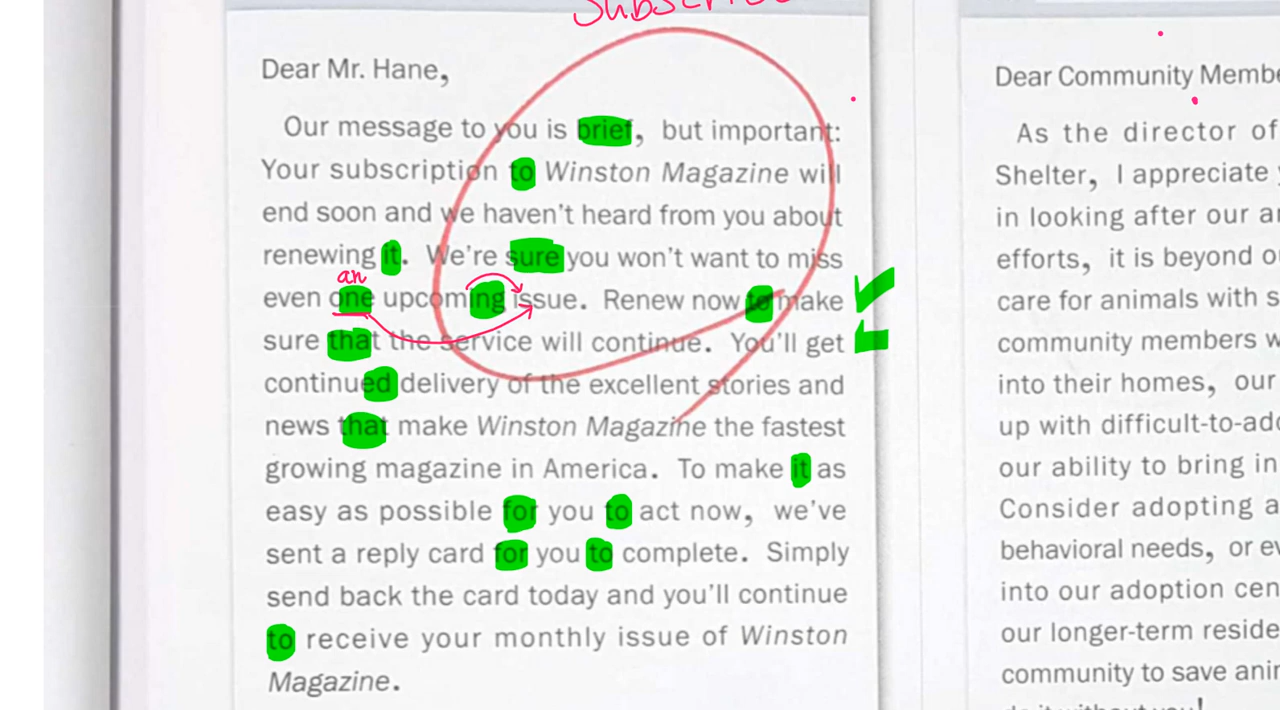 Dear Mr. Hane,
Our message to you is brief, but important:
Your subscription to Winston Magazine will
end soon and we haven't heard from you about
renewing it. We're sure you won't want to miss
an
even one upcoming issue. Renew now to make
sure that the service will continue. You'll get
continued delivery of the excellent stories and
news that make Winston Magazine the fastest
growing magazine in America. To make it as
easy as possible for you to act now, we've
sent a reply card for you to complete. Simply
send back the card today and you'll continue
to receive your monthly issue of Winston
Magazine.
Dear Community
As the director of
Shelter, I appreciate
in looking after our
efforts, it is beyond
care for animals with
community members
into their homes, our
up with difficult-to-
our ability to bring in
Consider adopting
behavioral needs, or
into our adoption
our longer-term
community to save